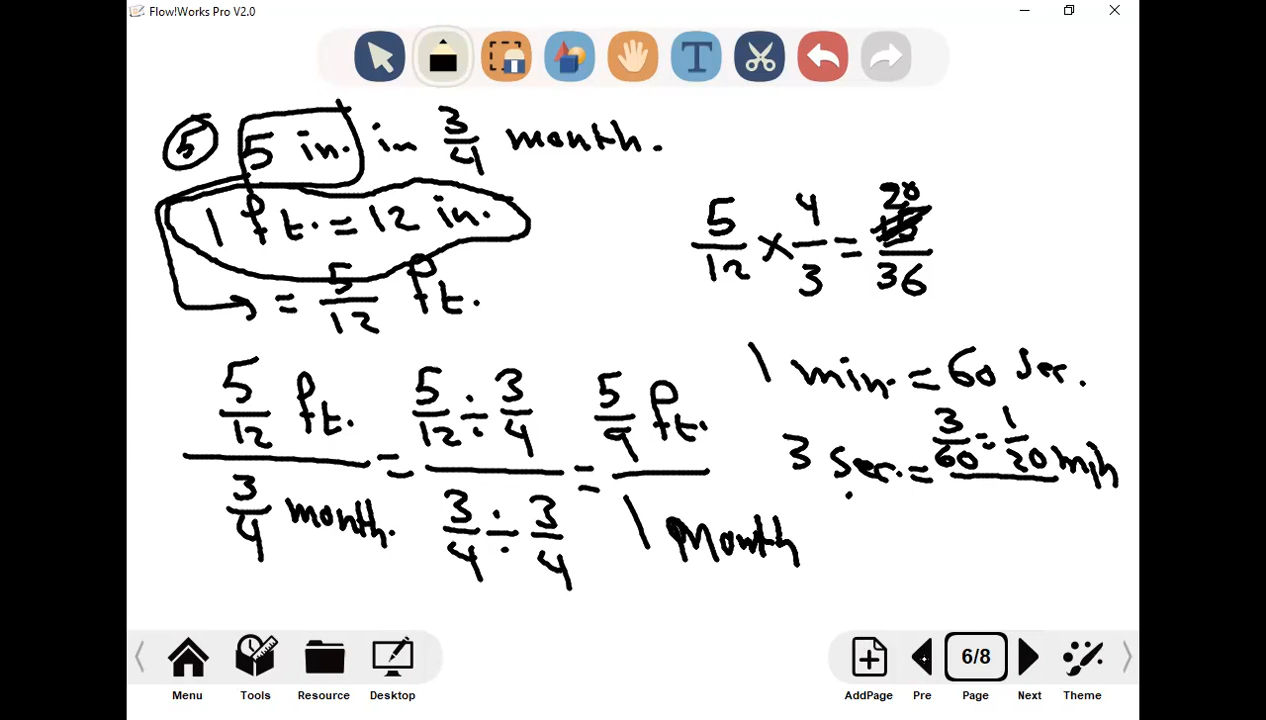 Flow!Works Pro V2.0
5 5 in. in 3/4 month.
1 ft. = 12 in.
= 5/12 ft.
5/12 × 4/3 = 20/36
1 min. = 60 sec.
3 sec. = 3/60 = 1/20 min
5/12 ft. / 3/4 month. = 5/12 ÷ 3/4 / 3/4 ÷ 3/4 = 5/9 ft. / 1 Month
6/8
Menu Tools Resource Desktop AddPage Pre Page Next Theme